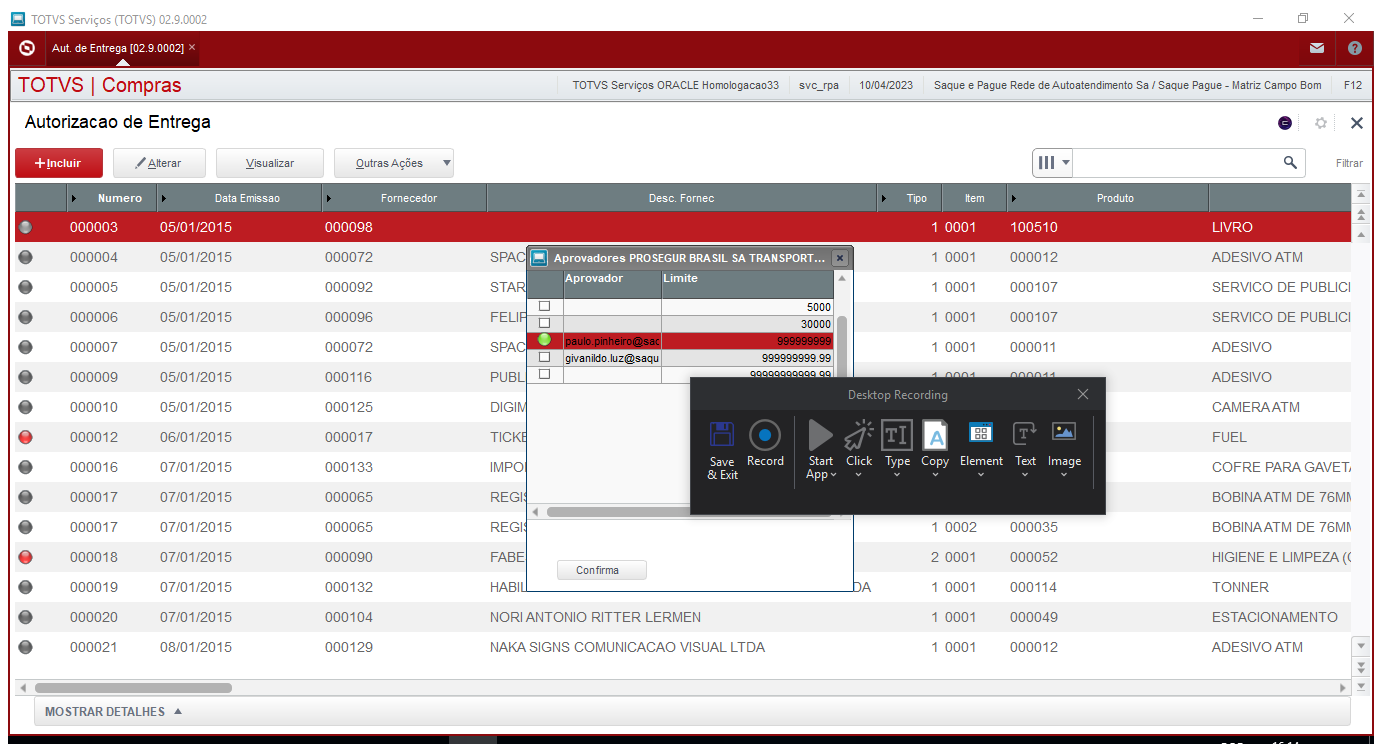 TOTVS Serviços (TOTVS) 02.9.0002
Aut. de Entrega [02.9.0002] ×
TOTVS | Compras
TOTVS Serviços ORACLE Homologacao33 svc_rpa 10/04/2023 Saque e Pague Rede de Autoatendimento Sa / Saque Pague - Matriz Campo Bom F12
Autorizacao de Entrega
+Incluir Alterar Visualizar Outras Ações Filtrar
Numero Data Emissao Fornecedor Desc. Fornec Tipo Item Produto
000003 05/01/2015 000098 1 0001 100510 LIVRO
000004 05/01/2015 000072 SPAC 1 0001 000012 ADESIVO ATM
000005 05/01/2015 000092 STAR 1 0001 000107 SERVICO DE PUBLICI
000006 05/01/2015 000096 FELIP 1 0001 000107 SERVICO DE PUBLICI
000007 05/01/2015 000072 SPAC 1 0001 000011 ADESIVO
000009 05/01/2015 000116 PUBL 1 0001 000011 ADESIVO
000010 05/01/2015 000125 DIGIM CAMERA ATM
000012 06/01/2015 000017 TICKE FUEL
000016 07/01/2015 000133 IMPO COFRE PARA GAVETA
000017 07/01/2015 000065 REGIS BOBINA ATM DE 76MM
000017 07/01/2015 000065 REGIS 1 0002 000035 BOBINA ATM DE 76MM
000018 07/01/2015 000090 FABE 2 0001 000052 HIGIENE E LIMPEZA (
000019 07/01/2015 000132 HABIL DA 1 0001 000114 TONNER
000020 07/01/2015 000104 NORI ANTONIO RITTER LERMEN 1 0001 000049 ESTACIONAMENTO
000021 08/01/2015 000129 NAKA SIGNS COMUNICACAO VISUAL LTDA 1 0001 000012 ADESIVO ATM
MOSTRAR DETALHES
Aprovadores PROSEGUR BRASIL SA TRANSPORT...
Aprovador Limite
5000
30000
paulo.pinheiro@sac 999999999
givanildo.luz@saqu 999999999.99
99999999999.99
Confirma
Desktop Recording
Save & Exit Record Start App Click Type Copy Element Text Image